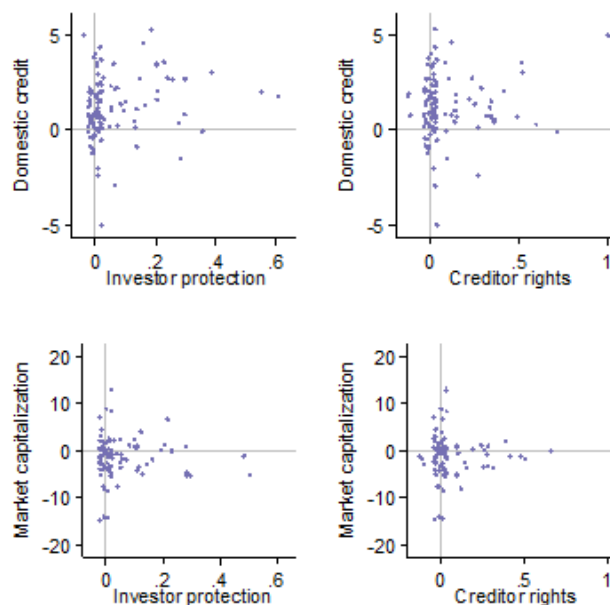 Domestic credit
5
0
-5
0 .2 .4 .6
Investor protection
Domestic credit
5
0
-5
0 .5 1
Creditor rights
Market capitalization
20
10
0
-10
-20
0 .2 .4 .6
Investor protection
Market capitalization
20
10
0
-10
-20
0 .5 1
Creditor rights